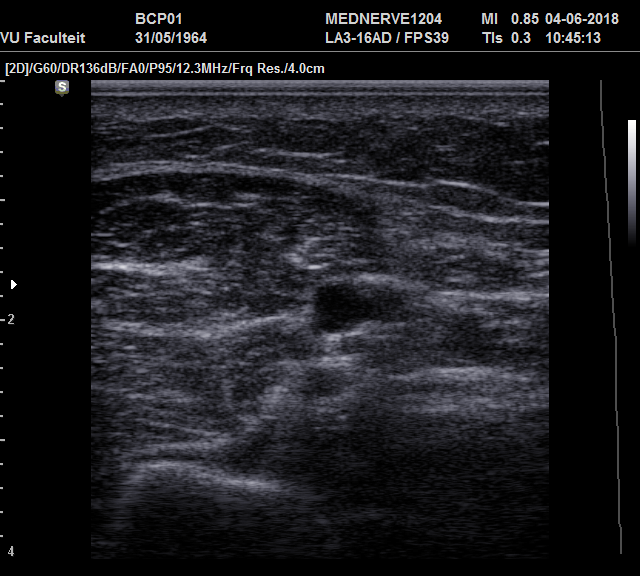 BCP01 MEDNERVE1204 MI 0.85 04-06-2018
VU Faculteit 31/05/1964 LA3-16AD / FPS39 TIs 0.3 10:45:13
[2D]/G60/DR136dB/FA0/P95/12.3MHz/Frq Res./4.0cm
S
2
4